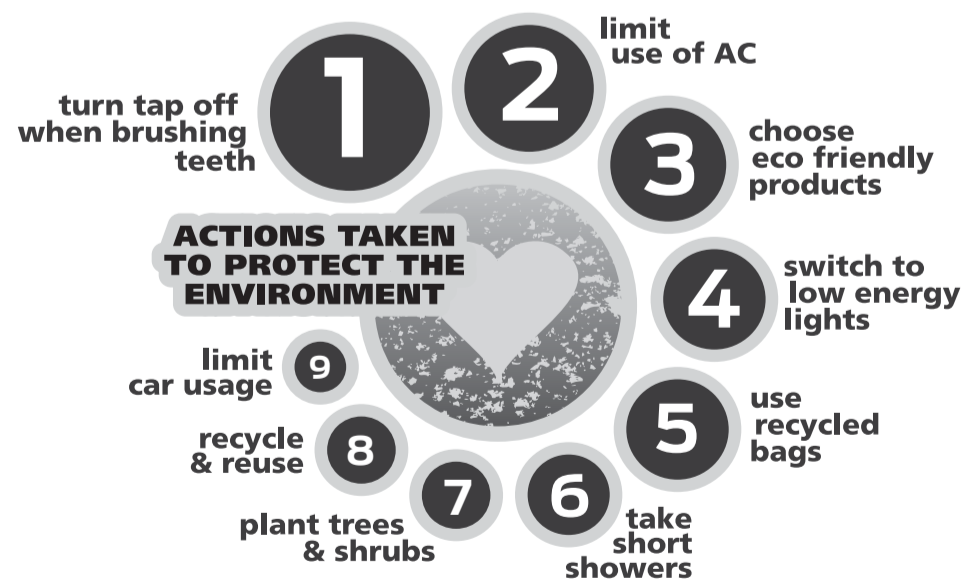 ACTIONS TAKEN
TO PROTECT THE
ENVIRONMENT
1
turn tap off
when brushing
teeth
2
limit
use of AC
3
choose
eco friendly
products
4
switch to
low energy
lights
5
use
recycled
bags
6
take
short
showers
7
plant trees
& shrubs
8
recycle
& reuse
9
limit
car usage